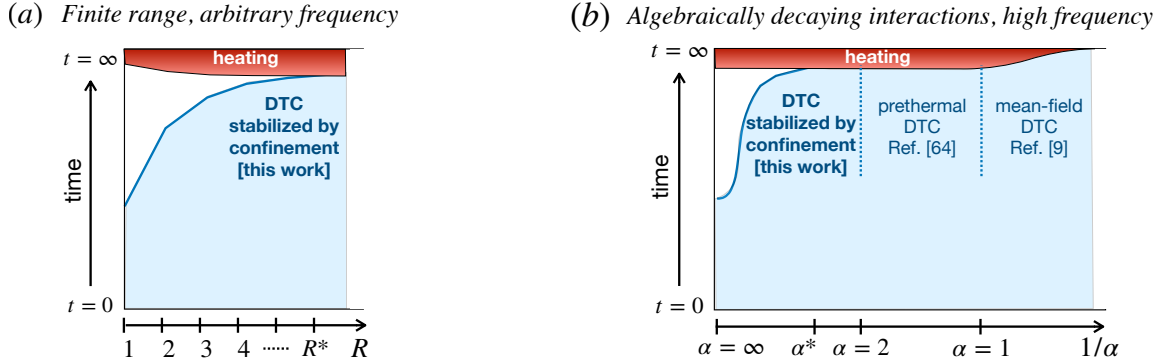 (a) Finite range, arbitrary frequency
t = ∞
heating
DTC
stabilized by
confinement
[this work]
time
t = 0
1 2 3 4 ...... R* R
(b) Algebraically decaying interactions, high frequency
t = ∞
heating
DTC
stabilized by
confinement
[this work]
prethermal
DTC
Ref. [64]
mean-field
DTC
Ref. [9]
time
t = 0
α = ∞ α* α = 2 α = 1 1/α